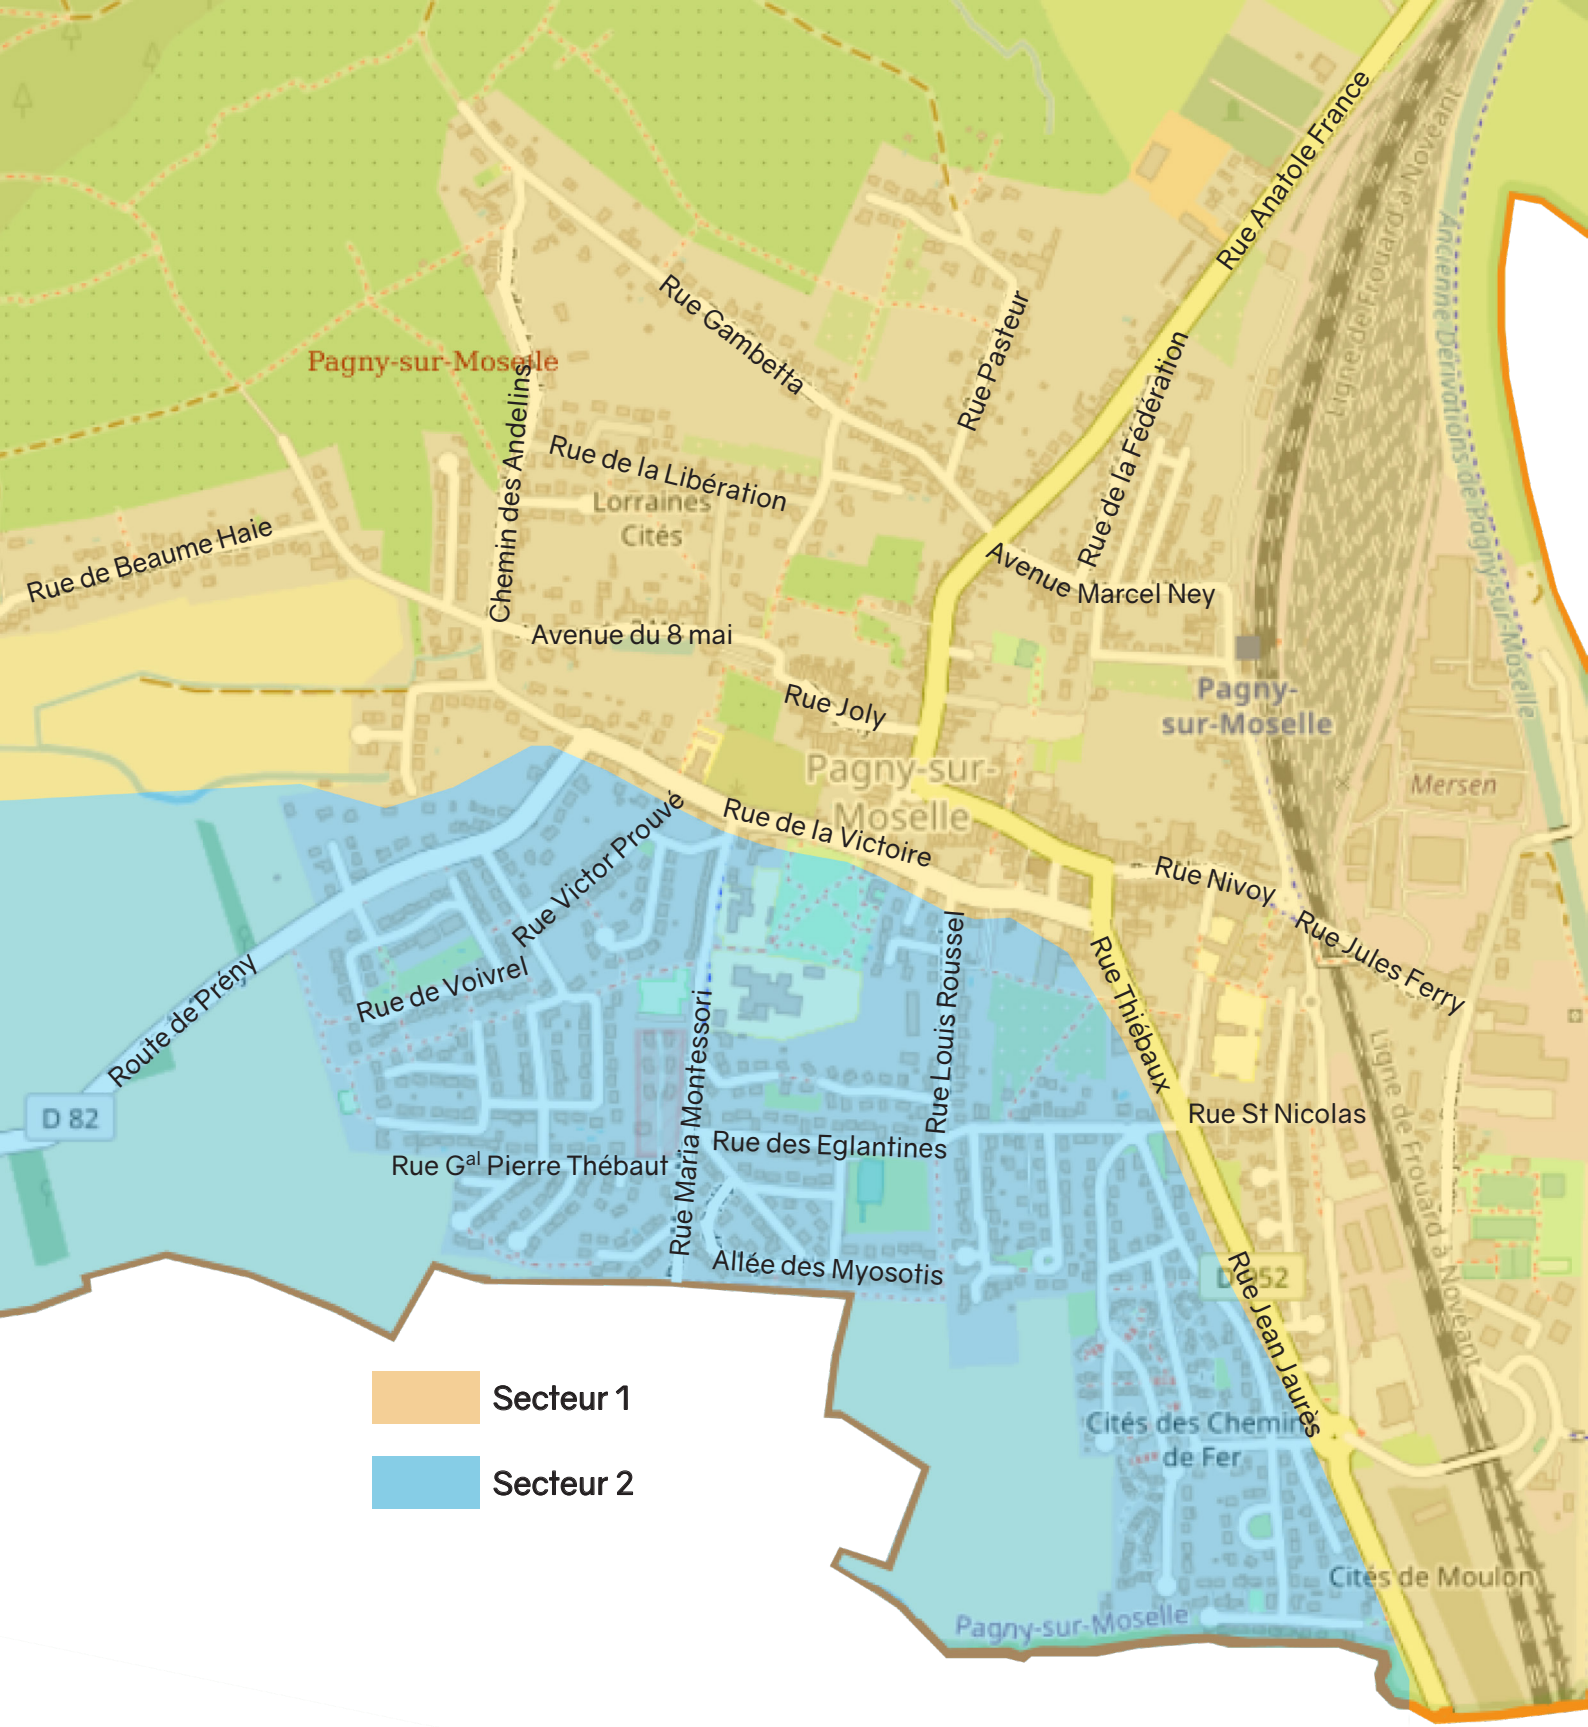 Rue Anatole France
Ligne de Frouard à Novéant
Ancienne Dérivations de Pagny-sur-Moselle
Rue Gambetta
Rue Pasteur
Rue de la Fédération
Pagny-sur-Moselle
Chemin des Andelins
Rue de la Libération
Lorraines
Cités
Rue de Beaume Haie
Avenue Marcel Ney
Avenue du 8 mai
Rue Joly
Pagny-
sur-Moselle
Pagny-sur-
Moselle
Mersen
Rue de la Victoire
Rue Victor Prouvé
Rue Nivoy
Rue Jules Ferry
Route de Prény
Rue de Voivrel
Rue Maria Montessori
Rue Louis Roussel
Rue Thiébaux
D 82
Rue St Nicolas
Rue des Eglantines
Rue Gal Pierre Thébaut
Allée des Myosotis
D 952
Rue Jean Jaurès
Ligne de Frouard à Novéant
Secteur 1
Secteur 2
Cités des Chemins
de Fer
Cités de Moulon
Pagny-sur-Moselle